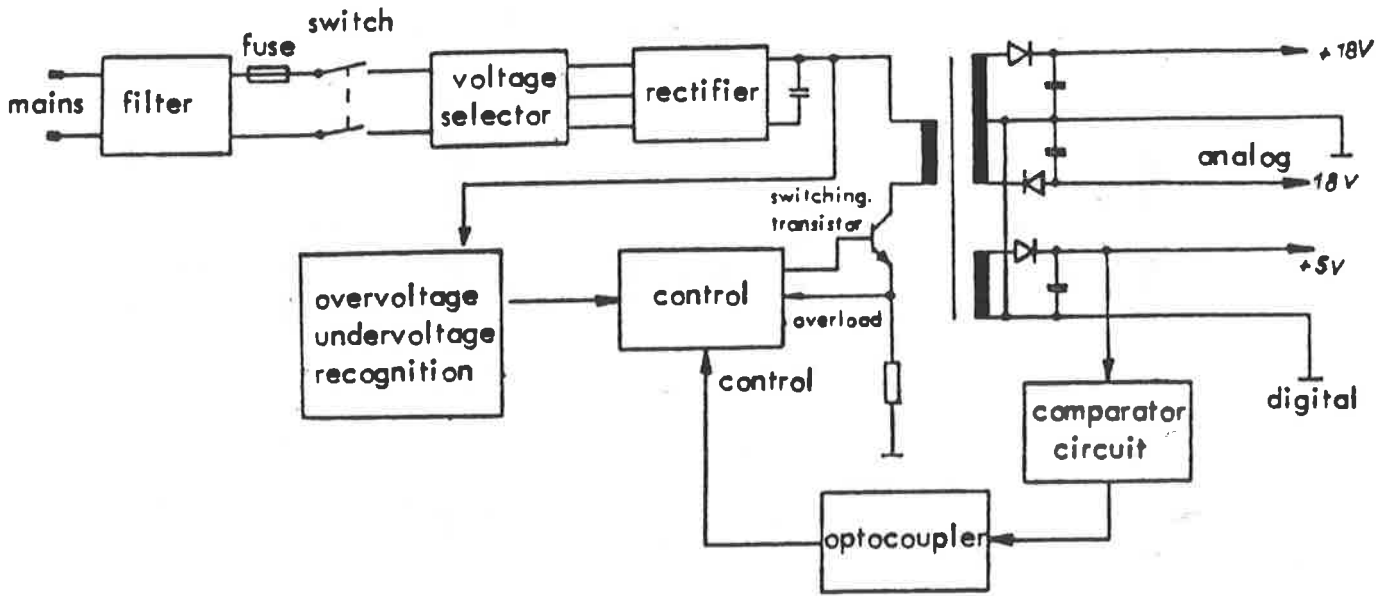 switch
fuse
mains
filter
voltage
selector
rectifier
+18V
analog
18V
switching.
transistor
+5V
overvoltage
undervoltage
recognition
control
overload
control
digital
comparator
circuit
optocoupler